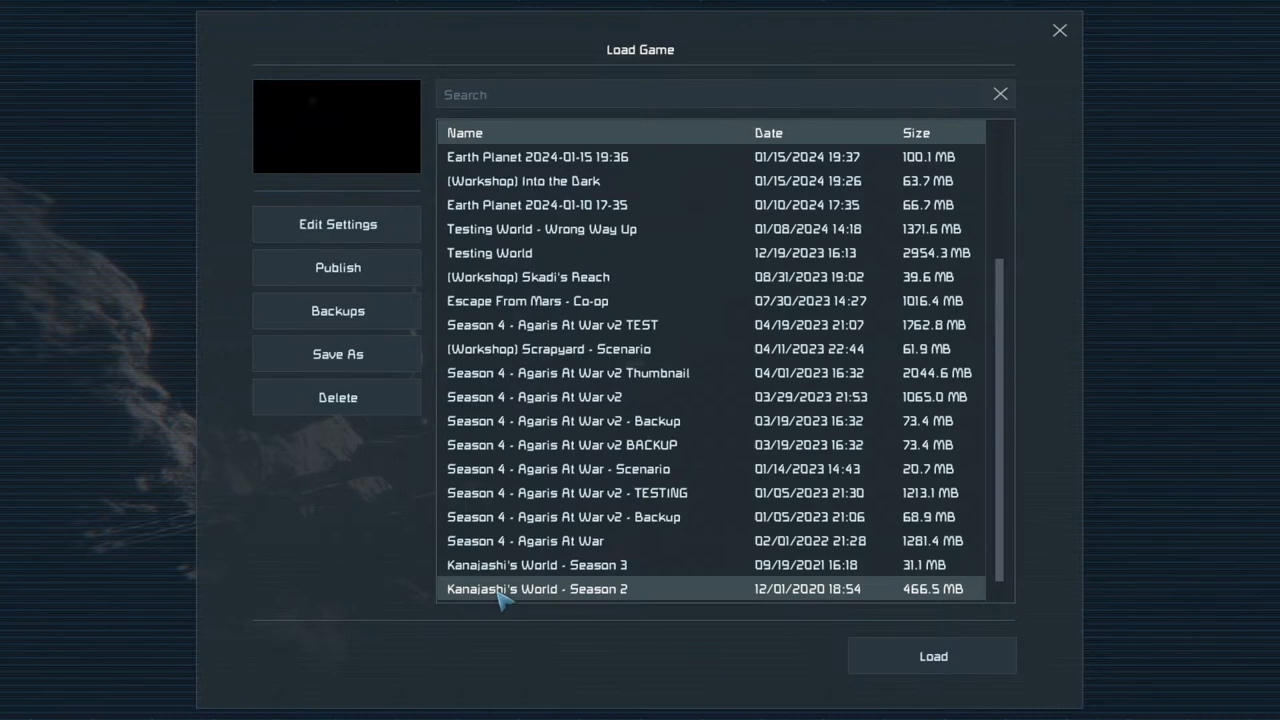 Load Game
Search
Name Date Size
Earth Planet 2024-01-15 19:36 01/15/2024 19:37 100.1 MB
(Workshop) Into the Dark 01/15/2024 19:26 63.7 MB
Earth Planet 2024-01-10 17-35 01/10/2024 17:35 66.7 MB
Testing World - Wrong Way Up 01/08/2024 14:18 1371.6 MB
Testing World 12/19/2023 16:13 2954.3 MB
(Workshop) Skadi's Reach 08/31/2023 19:02 39.6 MB
Escape From Mars - Co-op 07/30/2023 14:27 1016.4 MB
Season 4 - Agaris At War v2 TEST 04/19/2023 21:07 1762.8 MB
(Workshop) Scrapyard - Scenario 04/11/2023 22:44 61.9 MB
Season 4 - Agaris At War v2 Thumbnail 04/01/2023 16:32 2044.6 MB
Season 4 - Agaris At War v2 03/29/2023 21:53 1065.0 MB
Season 4 - Agaris At War v2 - Backup 03/19/2023 16:32 73.4 MB
Season 4 - Agaris At War v2 BACKUP 03/19/2023 16:32 73.4 MB
Season 4 - Agaris At War - Scenario 01/14/2023 14:43 20.7 MB
Season 4 - Agaris At War v2 - TESTING 01/05/2023 21:30 1213.1 MB
Season 4 - Agaris At War v2 - Backup 01/05/2023 21:06 68.9 MB
Season 4 - Agaris At War 02/01/2022 21:28 1281.4 MB
Kanajashi's World - Season 3 09/19/2021 16:18 31.1 MB
Kanajashi's World - Season 2 12/01/2020 18:54 466.5 MB
Edit Settings
Publish
Backups
Save As
Delete
Load